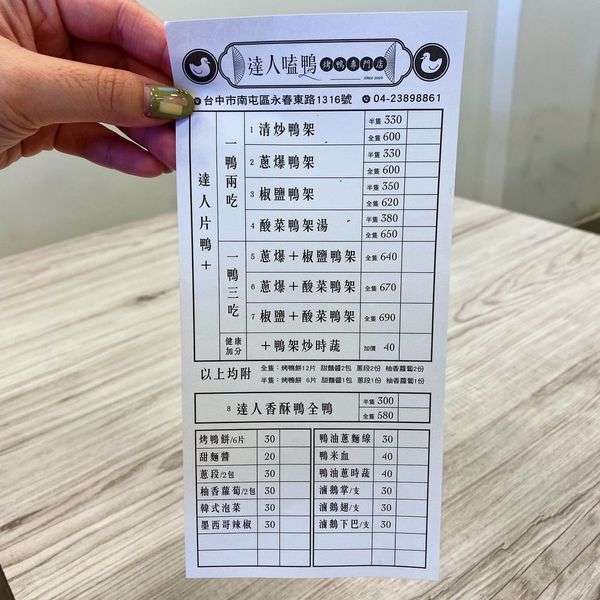 達人嗑鴨 烤鴨專門店
SINCE 2020
台中市南屯區永春東路1316號 04-23898861
達人片鴨+
一鴨兩吃
1 清炒鴨架 半隻 330 全隻 600
2 蔥爆鴨架 半隻 330 全隻 600
3 椒鹽鴨架 半隻 350 全隻 620
4 酸菜鴨架湯 半隻 380 全隻 650
一鴨三吃
5 蔥爆+椒鹽鴨架 全隻 640
6 蔥爆+酸菜鴨架 全隻 670
7 椒鹽+酸菜鴨架 全隻 690
健康加分 +鴨架炒時蔬 加價 40
以上均附
全隻:烤鴨餅12片 甜麵醬2包 蔥段2份 柚香蘿蔔2份
半隻:烤鴨餅 6片 甜麵醬1包 蔥段1份 柚香蘿蔔1份
8 達人香酥鴨全鴨 半隻 300 全隻 580
烤鴨餅/6片 30
甜麵醬 20
蔥段/2包 30
柚香蘿蔔/2包 30
韓式泡菜 30
墨西哥辣椒 30
鴨油蔥麵線 30
鴨米血 40
鴨油蔥時蔬 40
滷鵝掌/支 30
滷鵝翅/支 30
滷鵝下巴/支 30